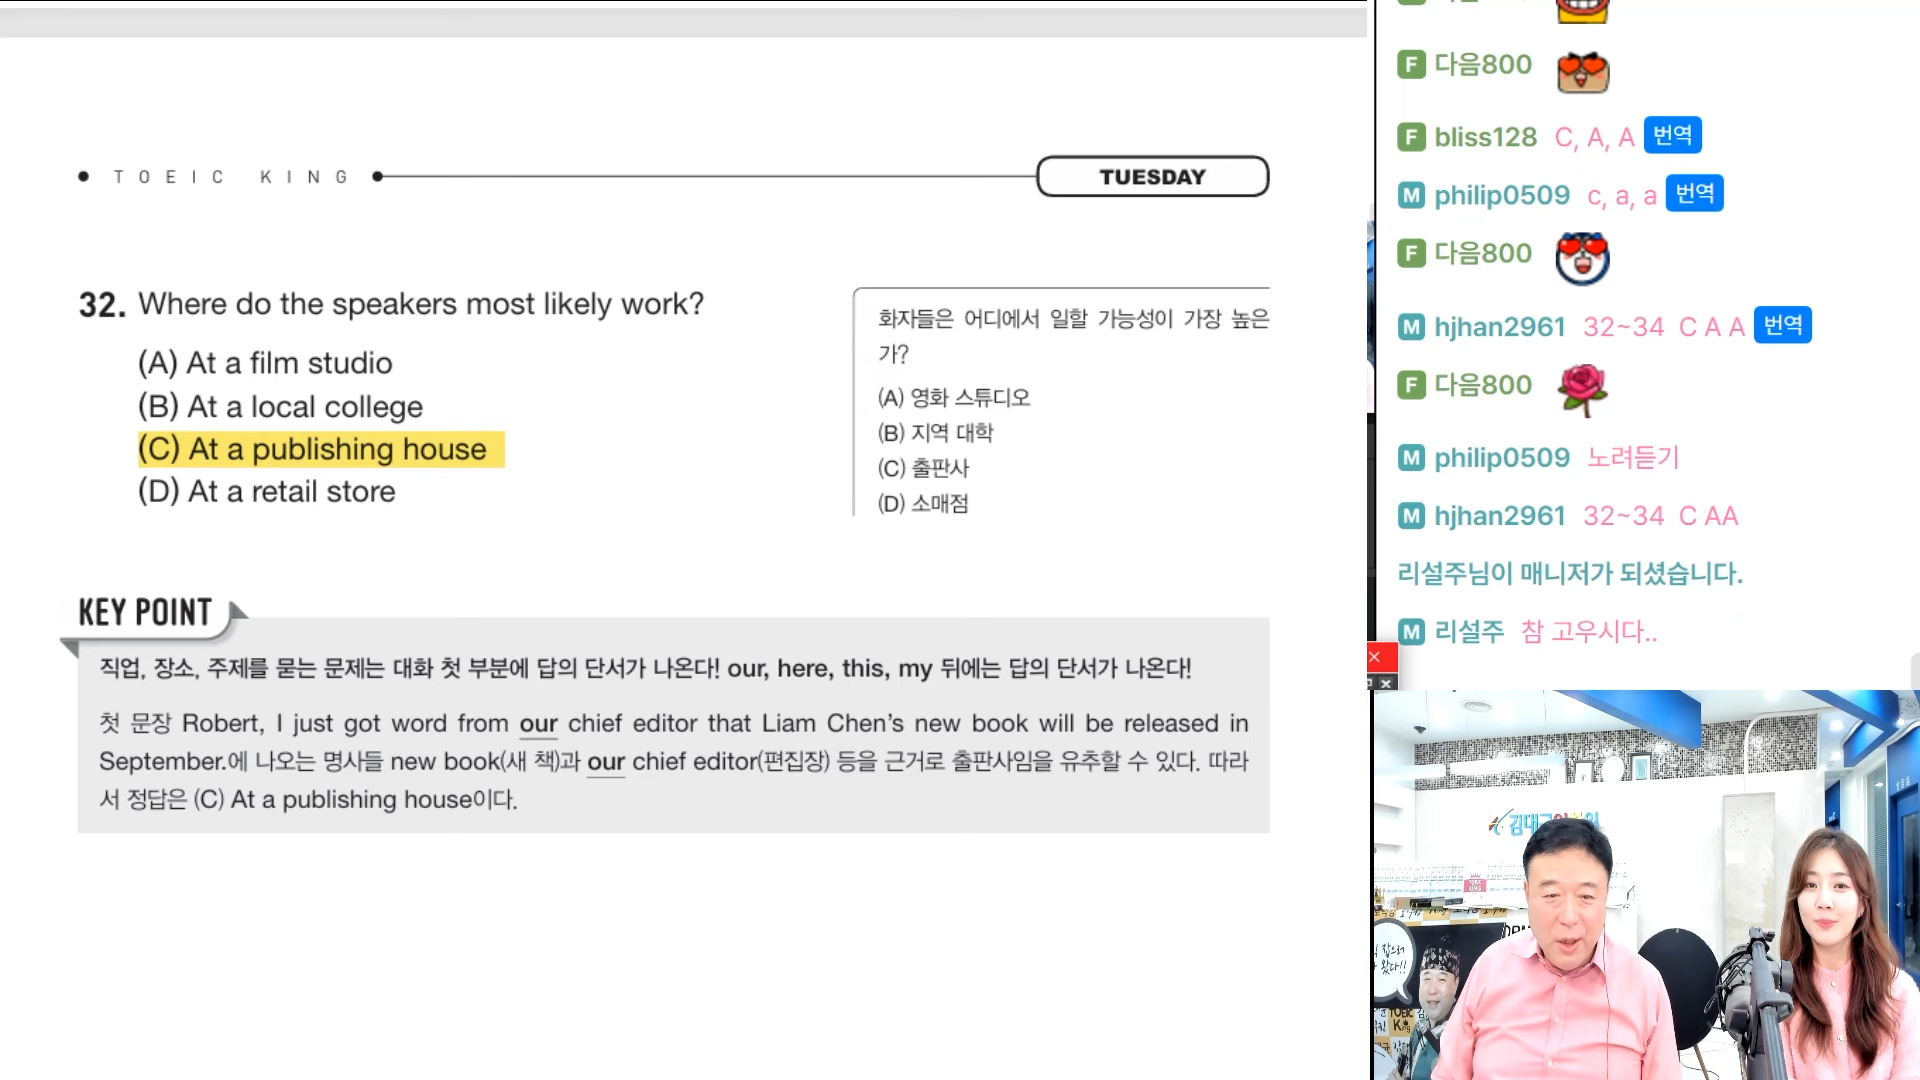 TOEIC KING
TUESDAY
32. Where do the speakers most likely work?
(A) At a film studio
(B) At a local college
(C) At a publishing house
(D) At a retail store
화자들은 어디에서 일할 가능성이 가장 높은
가?
(A) 영화 스튜디오
(B) 지역 대학
(C) 출판사
(D) 소매점
KEY POINT
직업, 장소, 주제를 묻는 문제는 대화 첫 부분에 답의 단서가 나온다! our, here, this, my 뒤에는 답의 단서가 나온다!
첫 문장 Robert, I just got word from our chief editor that Liam Chen's new book will be released in
September.에 나오는 명사들 new book(새 책)과 our chief editor(편집장) 등을 근거로 출판사임을 유추할 수 있다. 따라
서 정답은 (C) At a publishing house이다.
F 다음800
F bliss128 C, A, A 번역
M philip0509 c, a, a 번역
F 다음800
M hjhan2961 32~34 C A A 번역
F 다음800
M philip0509 노려듣기
M hjhan2961 32~34 C AA
리설주님이 매니저가 되셨습니다.
M 리설주 참 고우시다..